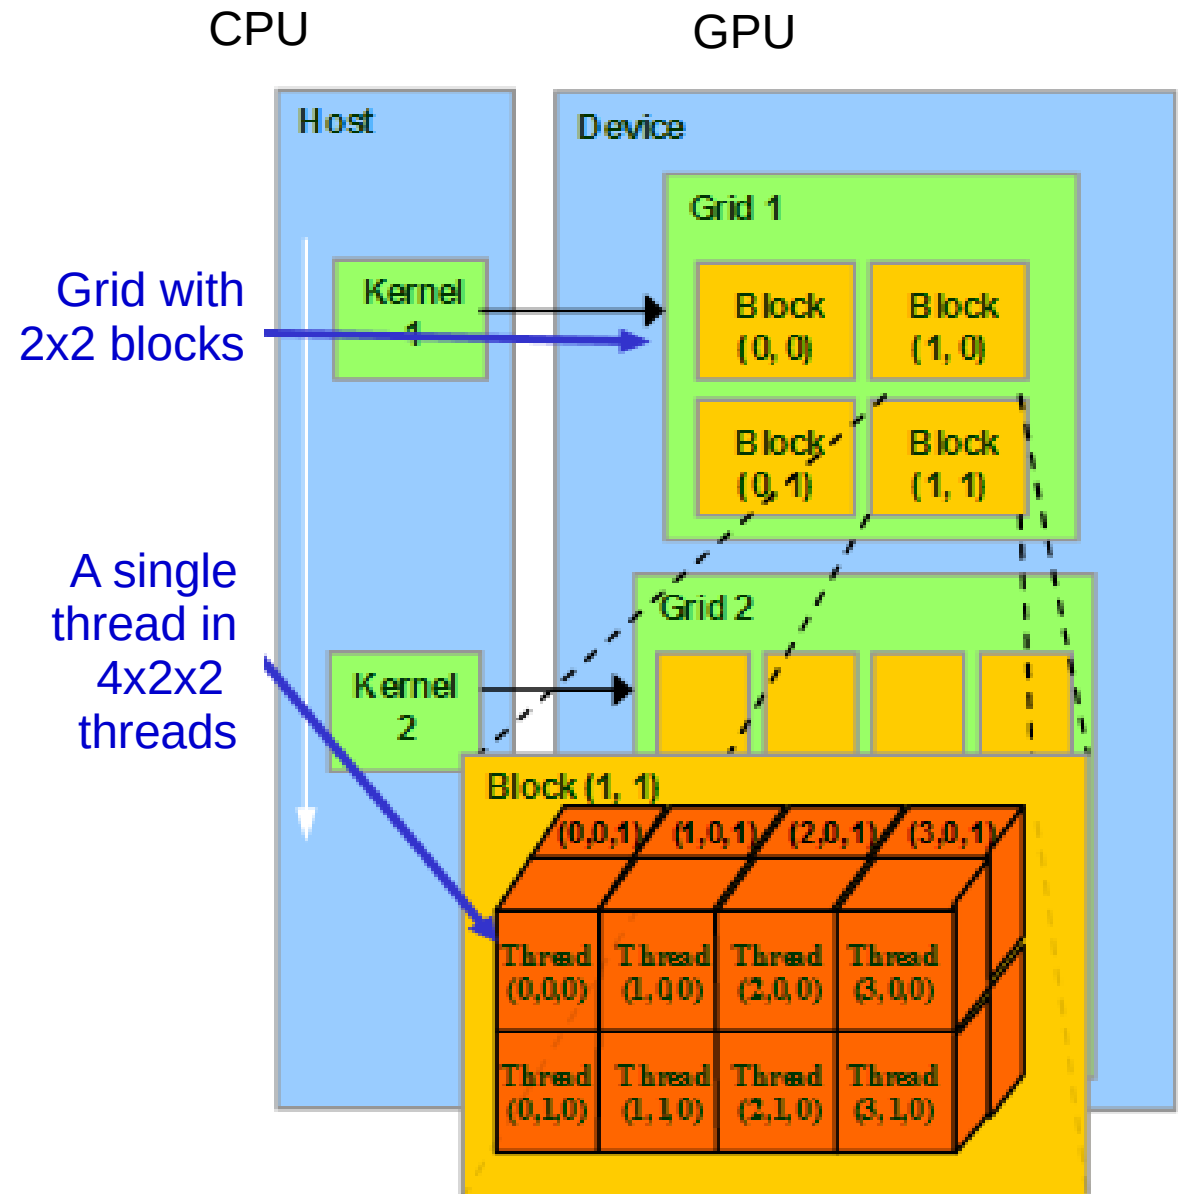 CPU
GPU
Host
Device
Grid 1
Grid with
2x2 blocks
Kernel
1
Block
(0, 0)
Block
(1, 0)
Block
(0, 1)
Block
(1, 1)
A single
thread in
4x2x2
threads
Grid 2
Kernel
2
Block (1, 1)
(0,0,1)
(1,0,1)
(2,0,1)
(3,0,1)
Thread
(0,0,0)
Thread
(1,0,0)
Thread
(2,0,0)
Thread
(3,0,0)
Thread
(0,1,0)
Thread
(1,1,0)
Thread
(2,1,0)
Thread
(3,1,0)